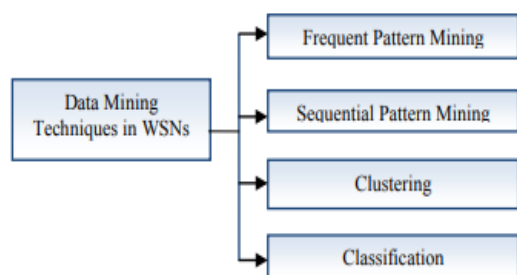 Frequent Pattern Mining
Data Mining
Techniques in WSNs
Sequential Pattern Mining
Clustering
Classification